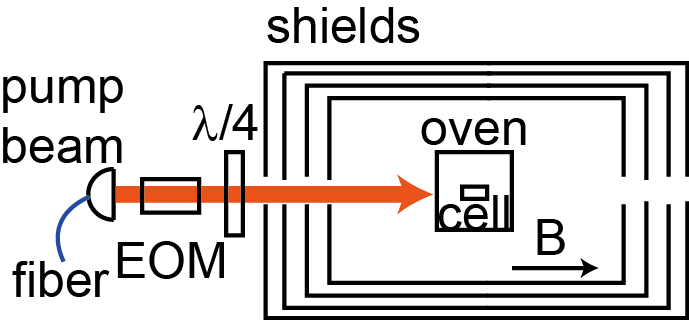 shields
pump
beam
λ/4
oven
cell
B
EOM
fiber